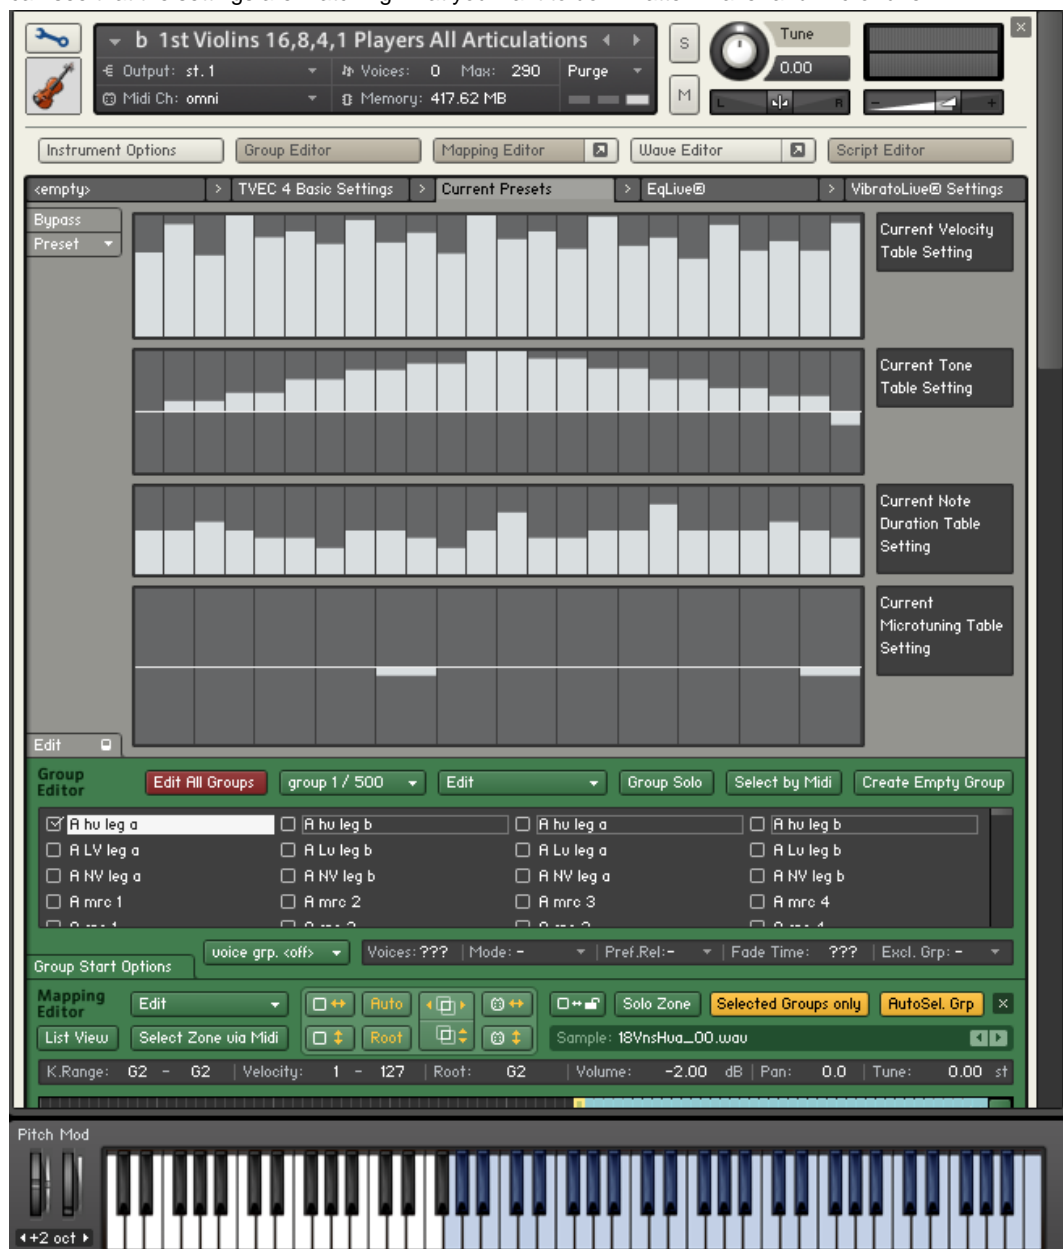 b 1st Violins 16,8,4,1 Players All Articulations
S
Tune
Output: st.1
Voices: 0 Max: 290
Purge
0.00
Midi Ch: omni
Memory: 417.62 MB
M
L
R
- +
Instrument Options
Group Editor
Mapping Editor
Wave Editor
Script Editor
<empty>
TVEC 4 Basic Settings
Current Presets
EqLive®
VibratoLive® Settings
Bypass
Preset
Current Velocity
Table Setting
Current Tone
Table Setting
Current Note
Duration Table
Setting
Current
Microtuning Table
Setting
Edit
Group
Editor
Edit All Groups
group 1 / 500
Edit
Group Solo
Select by Midi
Create Empty Group
A hv leg a
A hv leg b
A hv leg a
A hv leg b
A LV leg a
A Lv leg b
A Lv leg a
A Lv leg b
A NV leg a
A NV leg b
A NV leg a
A NV leg b
A mrc 1
A mrc 2
A mrc 3
A mrc 4
Group Start Options
voice grp. <off>
Voices: ??? | Mode: - | Pref.Rel:- | Fade Time: ??? | Excl. Grp: -
Mapping
Editor
Edit
Auto
Solo Zone
Selected Groups only
AutoSel. Grp
List View
Select Zone via Midi
Root
Sample: 18VnsHva_00.wav
K.Range: G2 - G2 | Velocity: 1 - 127 | Root: G2 | Volume: -2.00 dB | Pan: 0.0 | Tune: 0.00 st
Pitch Mod
+2 oct